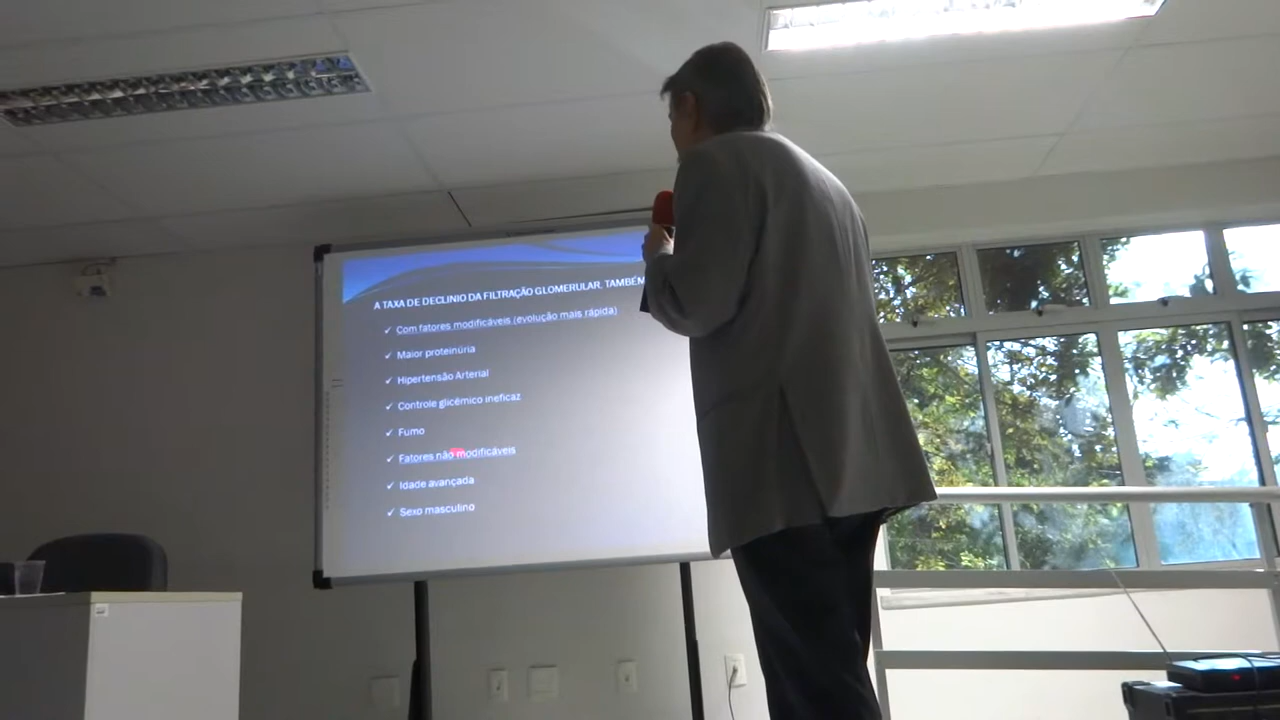 A TAXA DE DECLINIO DA FILTRAÇÃO GLOMERULAR, TAMBÉM
✓ Com fatores modificáveis (evolução mais rápida)
✓ Maior proteinúria
✓ Hipertensão Arterial
✓ Controle glicêmico ineficaz
✓ Fumo
✓ Fatores não modificáveis
✓ Idade avançada
✓ Sexo masculino